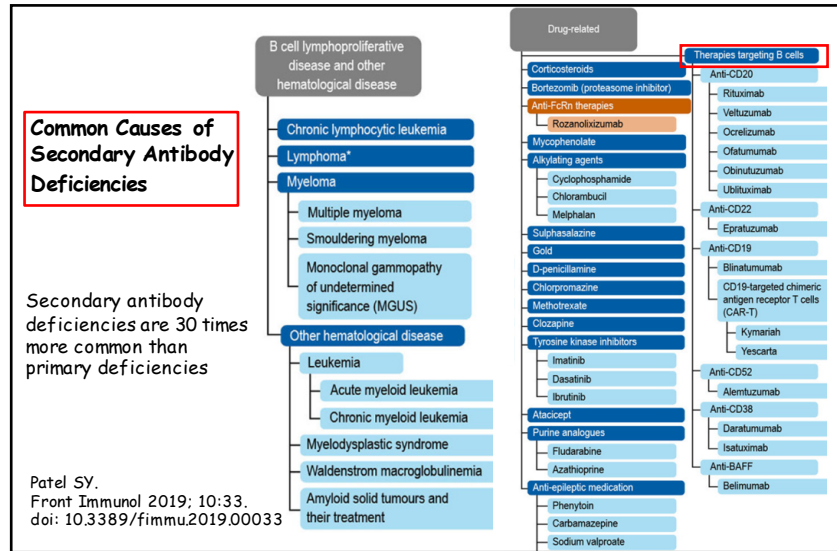 Common Causes of
Secondary Antibody
Deficiencies
Secondary antibody
deficiencies are 30 times
more common than
primary deficiencies
Patel SY.
Front Immunol 2019; 10:33.
doi: 10.3389/fimmu.2019.00033
B cell lymphoproliferative
disease and other
hematological disease
Chronic lymphocytic leukemia
Lymphoma*
Myeloma
Multiple myeloma
Smouldering myeloma
Monoclonal gammopathy
of undetermined
significance (MGUS)
Other hematological disease
Leukemia
Acute myeloid leukemia
Chronic myeloid leukemia
Myelodysplastic syndrome
Waldenstrom macroglobulinemia
Amyloid solid tumours and
their treatment
Drug-related
Corticosteroids
Bortezomib (proteasome inhibitor)
Anti-FcRn therapies
Rozanolixizumab
Mycophenolate
Alkylating agents
Cyclophosphamide
Chlorambucil
Melphalan
Sulphasalazine
Gold
D-penicillamine
Chlorpromazine
Methotrexate
Clozapine
Tyrosine kinase inhibitors
Imatinib
Dasatinib
Ibrutinib
Atacicept
Purine analogues
Fludarabine
Azathioprine
Anti-epileptic medication
Phenytoin
Carbamazepine
Sodium valproate
Therapies targeting B cells
Anti-CD20
Rituximab
Veltuzumab
Ocrelizumab
Ofatumumab
Obinutuzumab
Ublituximab
Anti-CD22
Epratuzumab
Anti-CD19
Blinatumumab
CD19-targeted chimeric
antigen receptor T cells
(CAR-T)
Kymariah
Yescarta
Anti-CD52
Alemtuzumab
Anti-CD38
Daratumumab
Isatuximab
Anti-BAFF
Belimumab